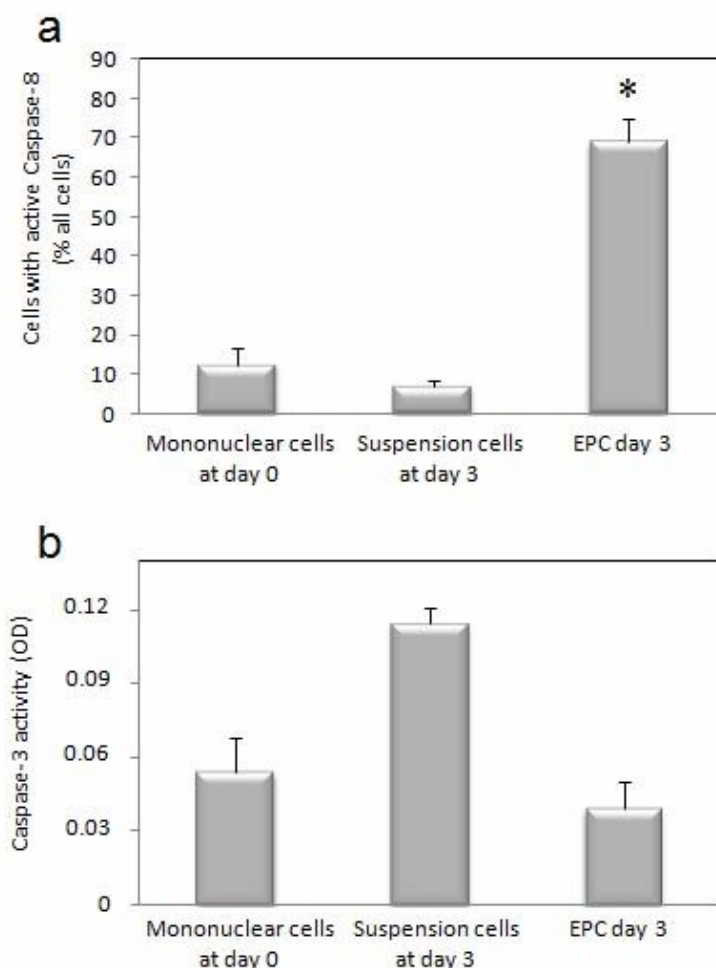 a
Cells with active Caspase-8
(% all cells)
90
80
70
60
50
40
30
20
10
0
*
Mononuclear cells
at day 0
Suspension cells
at day 3
EPC day 3
b
Caspase-3 activity (OD)
0.12
0.09
0.06
0.03
0
Mononuclear cells
at day 0
Suspension cells
at day 3
EPC day 3